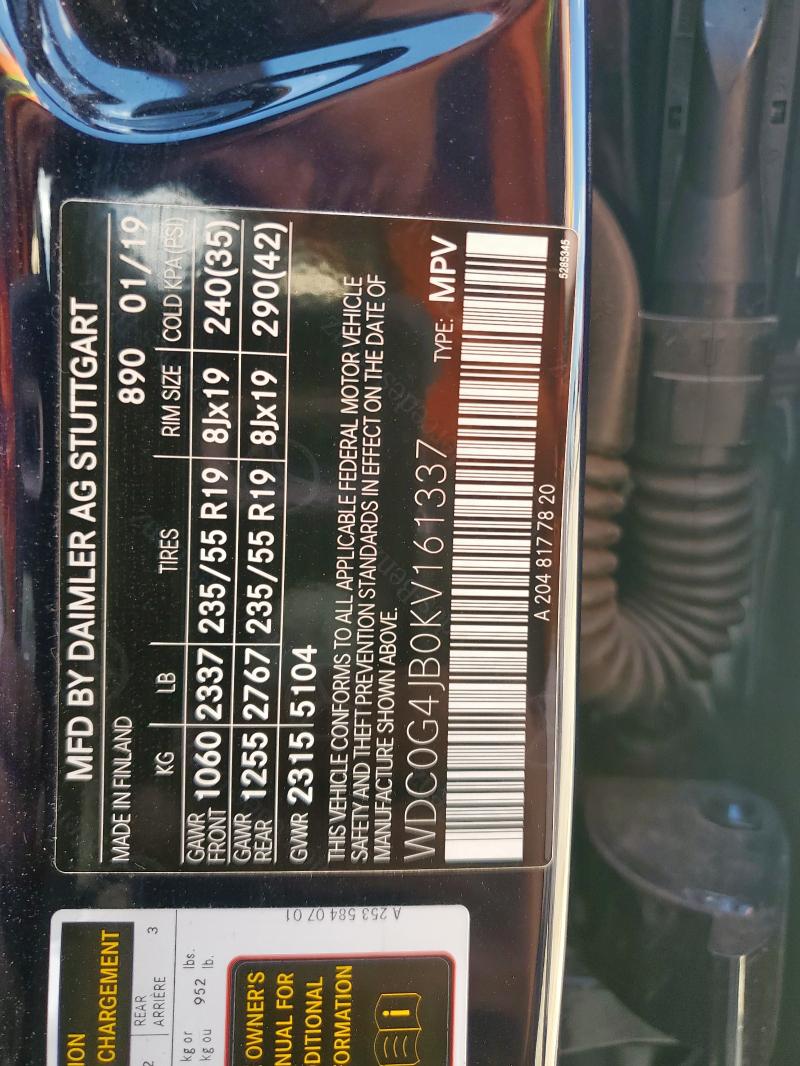 MFD BY DAIMLER AG STUTTGART
MADE IN FINLAND 890 01/19
KG LB TIRES RIM SIZE COLD KPA (PSI)
GAWR FRONT 1060 2337 235/55 R19 8Jx19 240(35)
GAWR REAR 1255 2767 235/55 R19 8Jx19 290(42)
GVWR 2315 5104
THIS VEHICLE CONFORMS TO ALL APPLICABLE FEDERAL MOTOR VEHICLE
SAFETY AND THEFT PREVENTION STANDARDS IN EFFECT ON THE DATE OF
MANUFACTURE SHOWN ABOVE.
WDC0G4JB0KV161337 TYPE: MPV
A 204 817 78 20
5285345
CHARGEMENT
REAR
ARRIÈRE 3
kg or lbs.
kg ou 952 lb.
OWNER'S
FOR
A 253 584 07 01